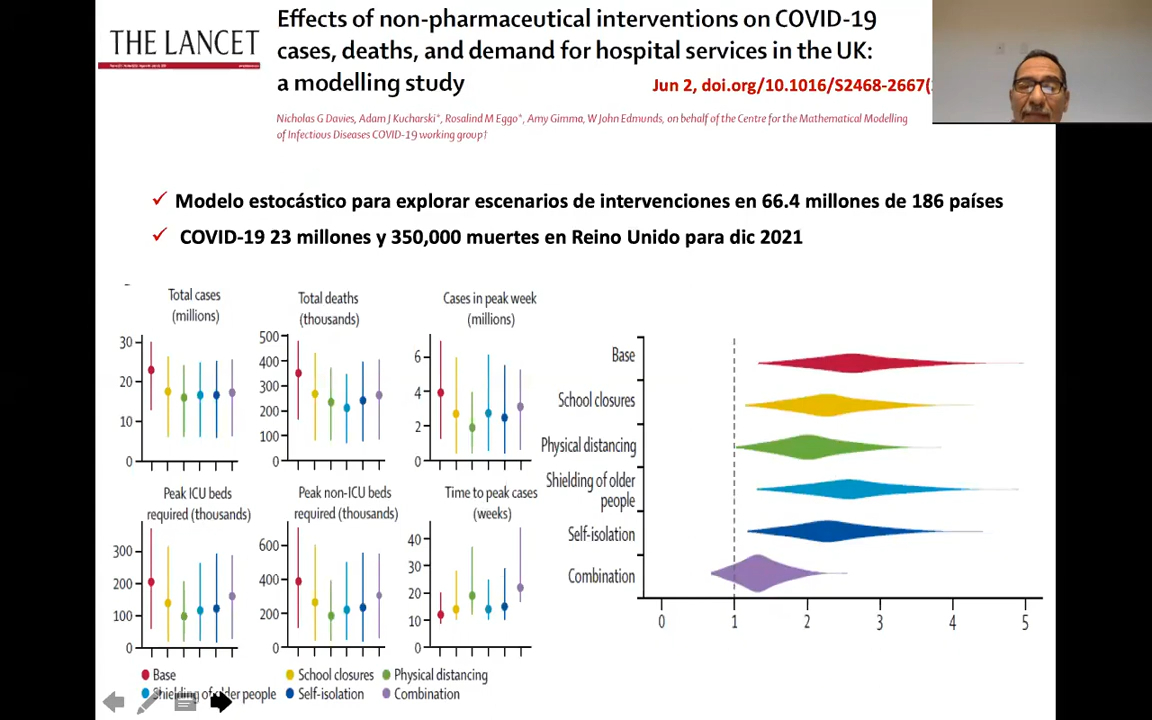 THE LANCET
Effects of non-pharmaceutical interventions on COVID-19
cases, deaths, and demand for hospital services in the UK:
a modelling study
Jun 2, doi.org/10.1016/S2468-2667(
Nicholas G Davies, Adam J Kucharski*, Rosalind M Eggo*, Amy Gimma, W John Edmunds, on behalf of the Centre for the Mathematical Modelling
of Infectious Diseases COVID-19 working group†
✓ Modelo estocástico para explorar escenarios de intervenciones en 66.4 millones de 186 países
✓ COVID-19 23 millones y 350,000 muertes en Reino Unido para dic 2021
Total cases
(millions)
30
20
10
0
Total deaths
(thousands)
500
400
300
200
100
0
Cases in peak week
(millions)
6
4
2
0
Peak ICU beds
required (thousands)
300
200
100
0
Peak non-ICU beds
required (thousands)
600
400
200
0
Time to peak cases
(weeks)
40
30
20
10
0
Base
School closures
Physical distancing
Shielding of older
people
Self-isolation
Combination
0 1 2 3 4 5
Base School closures Physical distancing
Shielding of older people Self-isolation Combination